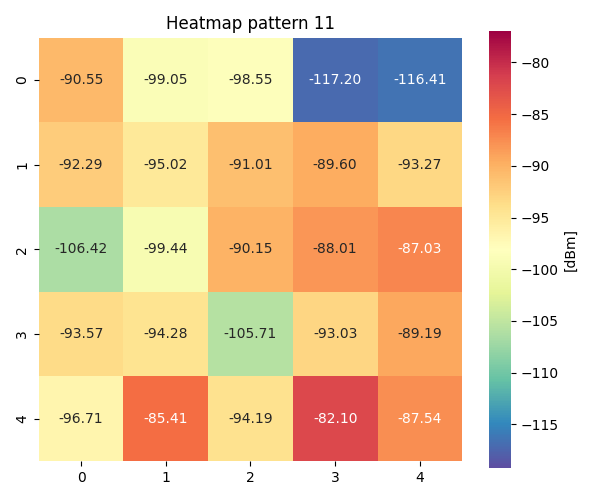 Heatmap pattern 11
0 -90.55 -99.05 -98.55 -117.20 -116.41
1 -92.29 -95.02 -91.01 -89.60 -93.27
2 -106.42 -99.44 -90.15 -88.01 -87.03
3 -93.57 -94.28 -105.71 -93.03 -89.19
4 -96.71 -85.41 -94.19 -82.10 -87.54
0 1 2 3 4
−80
−85
−90
−95
−100
−105
−110
−115
[dBm]